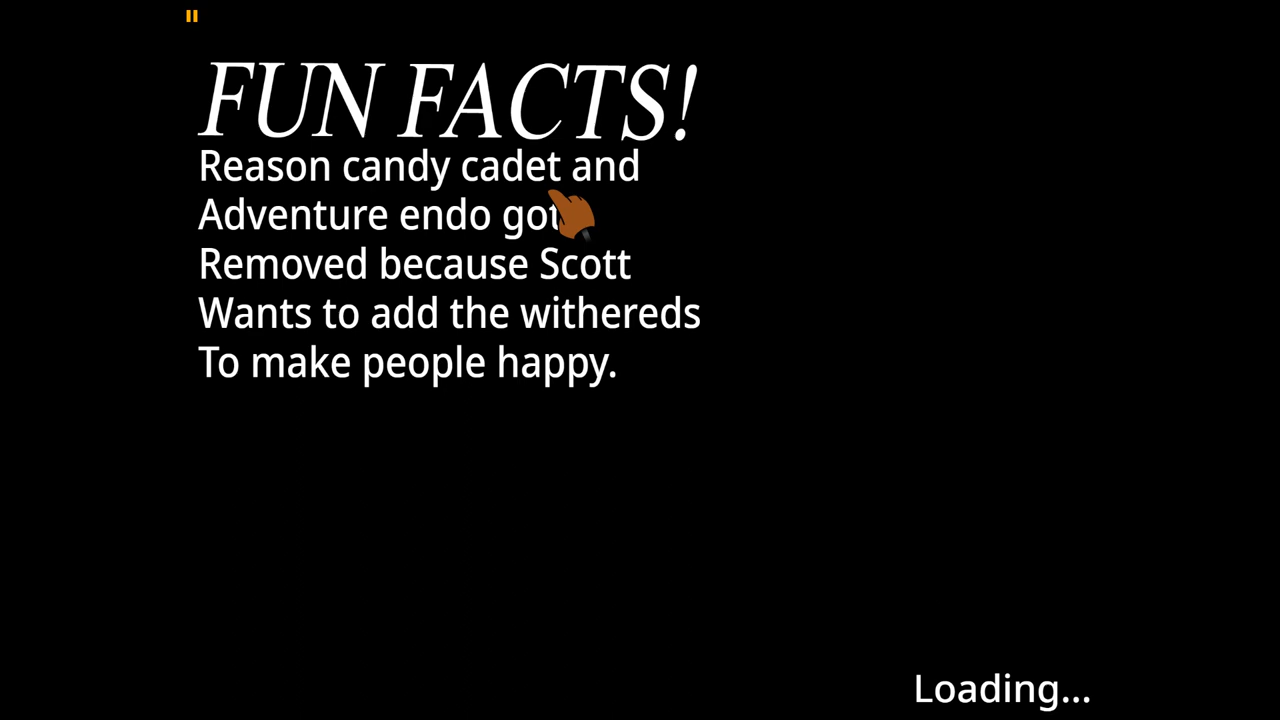 FUN FACTS!
Reason candy cadet and
Adventure endo got
Removed because Scott
Wants to add the withereds
To make people happy.
Loading...